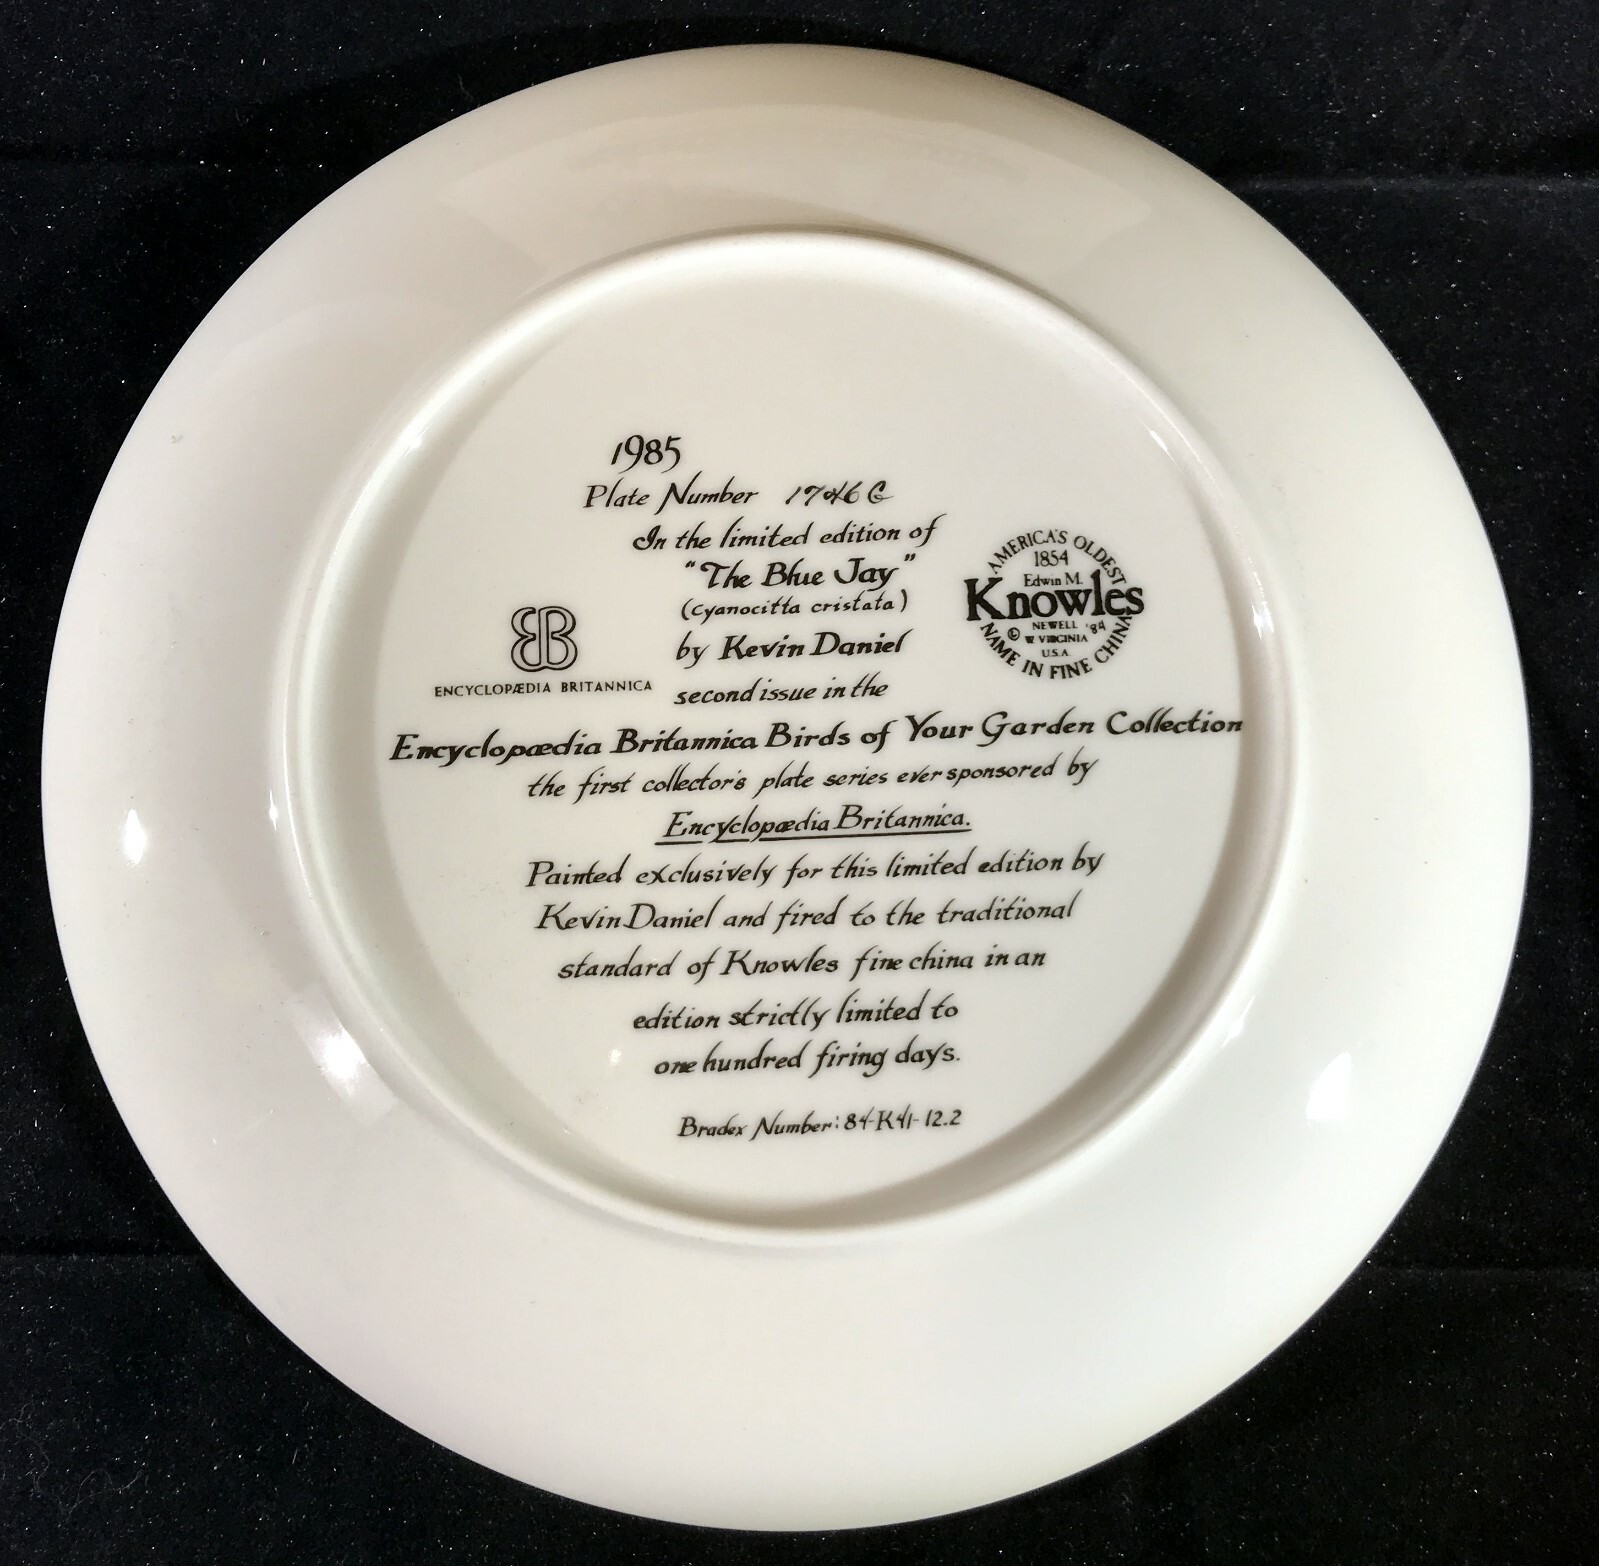 1985
Plate Number 1746 G
In the limited edition of
"The Blue Jay"
(cyanocitta cristata)
by Kevin Daniel
second issue in the
Encyclopædia Britannica Birds of Your Garden Collection
the first collector's plate series ever sponsored by
Encyclopædia Britannica.
Painted exclusively for this limited edition by
Kevin Daniel and fired to the traditional
standard of Knowles fine china in an
edition strictly limited to
one hundred firing days.
Bradex Number: 84-K41-12.2
EB
ENCYCLOPÆDIA BRITANNICA
AMERICA'S OLDEST
1854
Edwin M.
Knowles
NEWELL
© W VIRGINIA '84
U.S.A.
NAME IN FINE CHINA